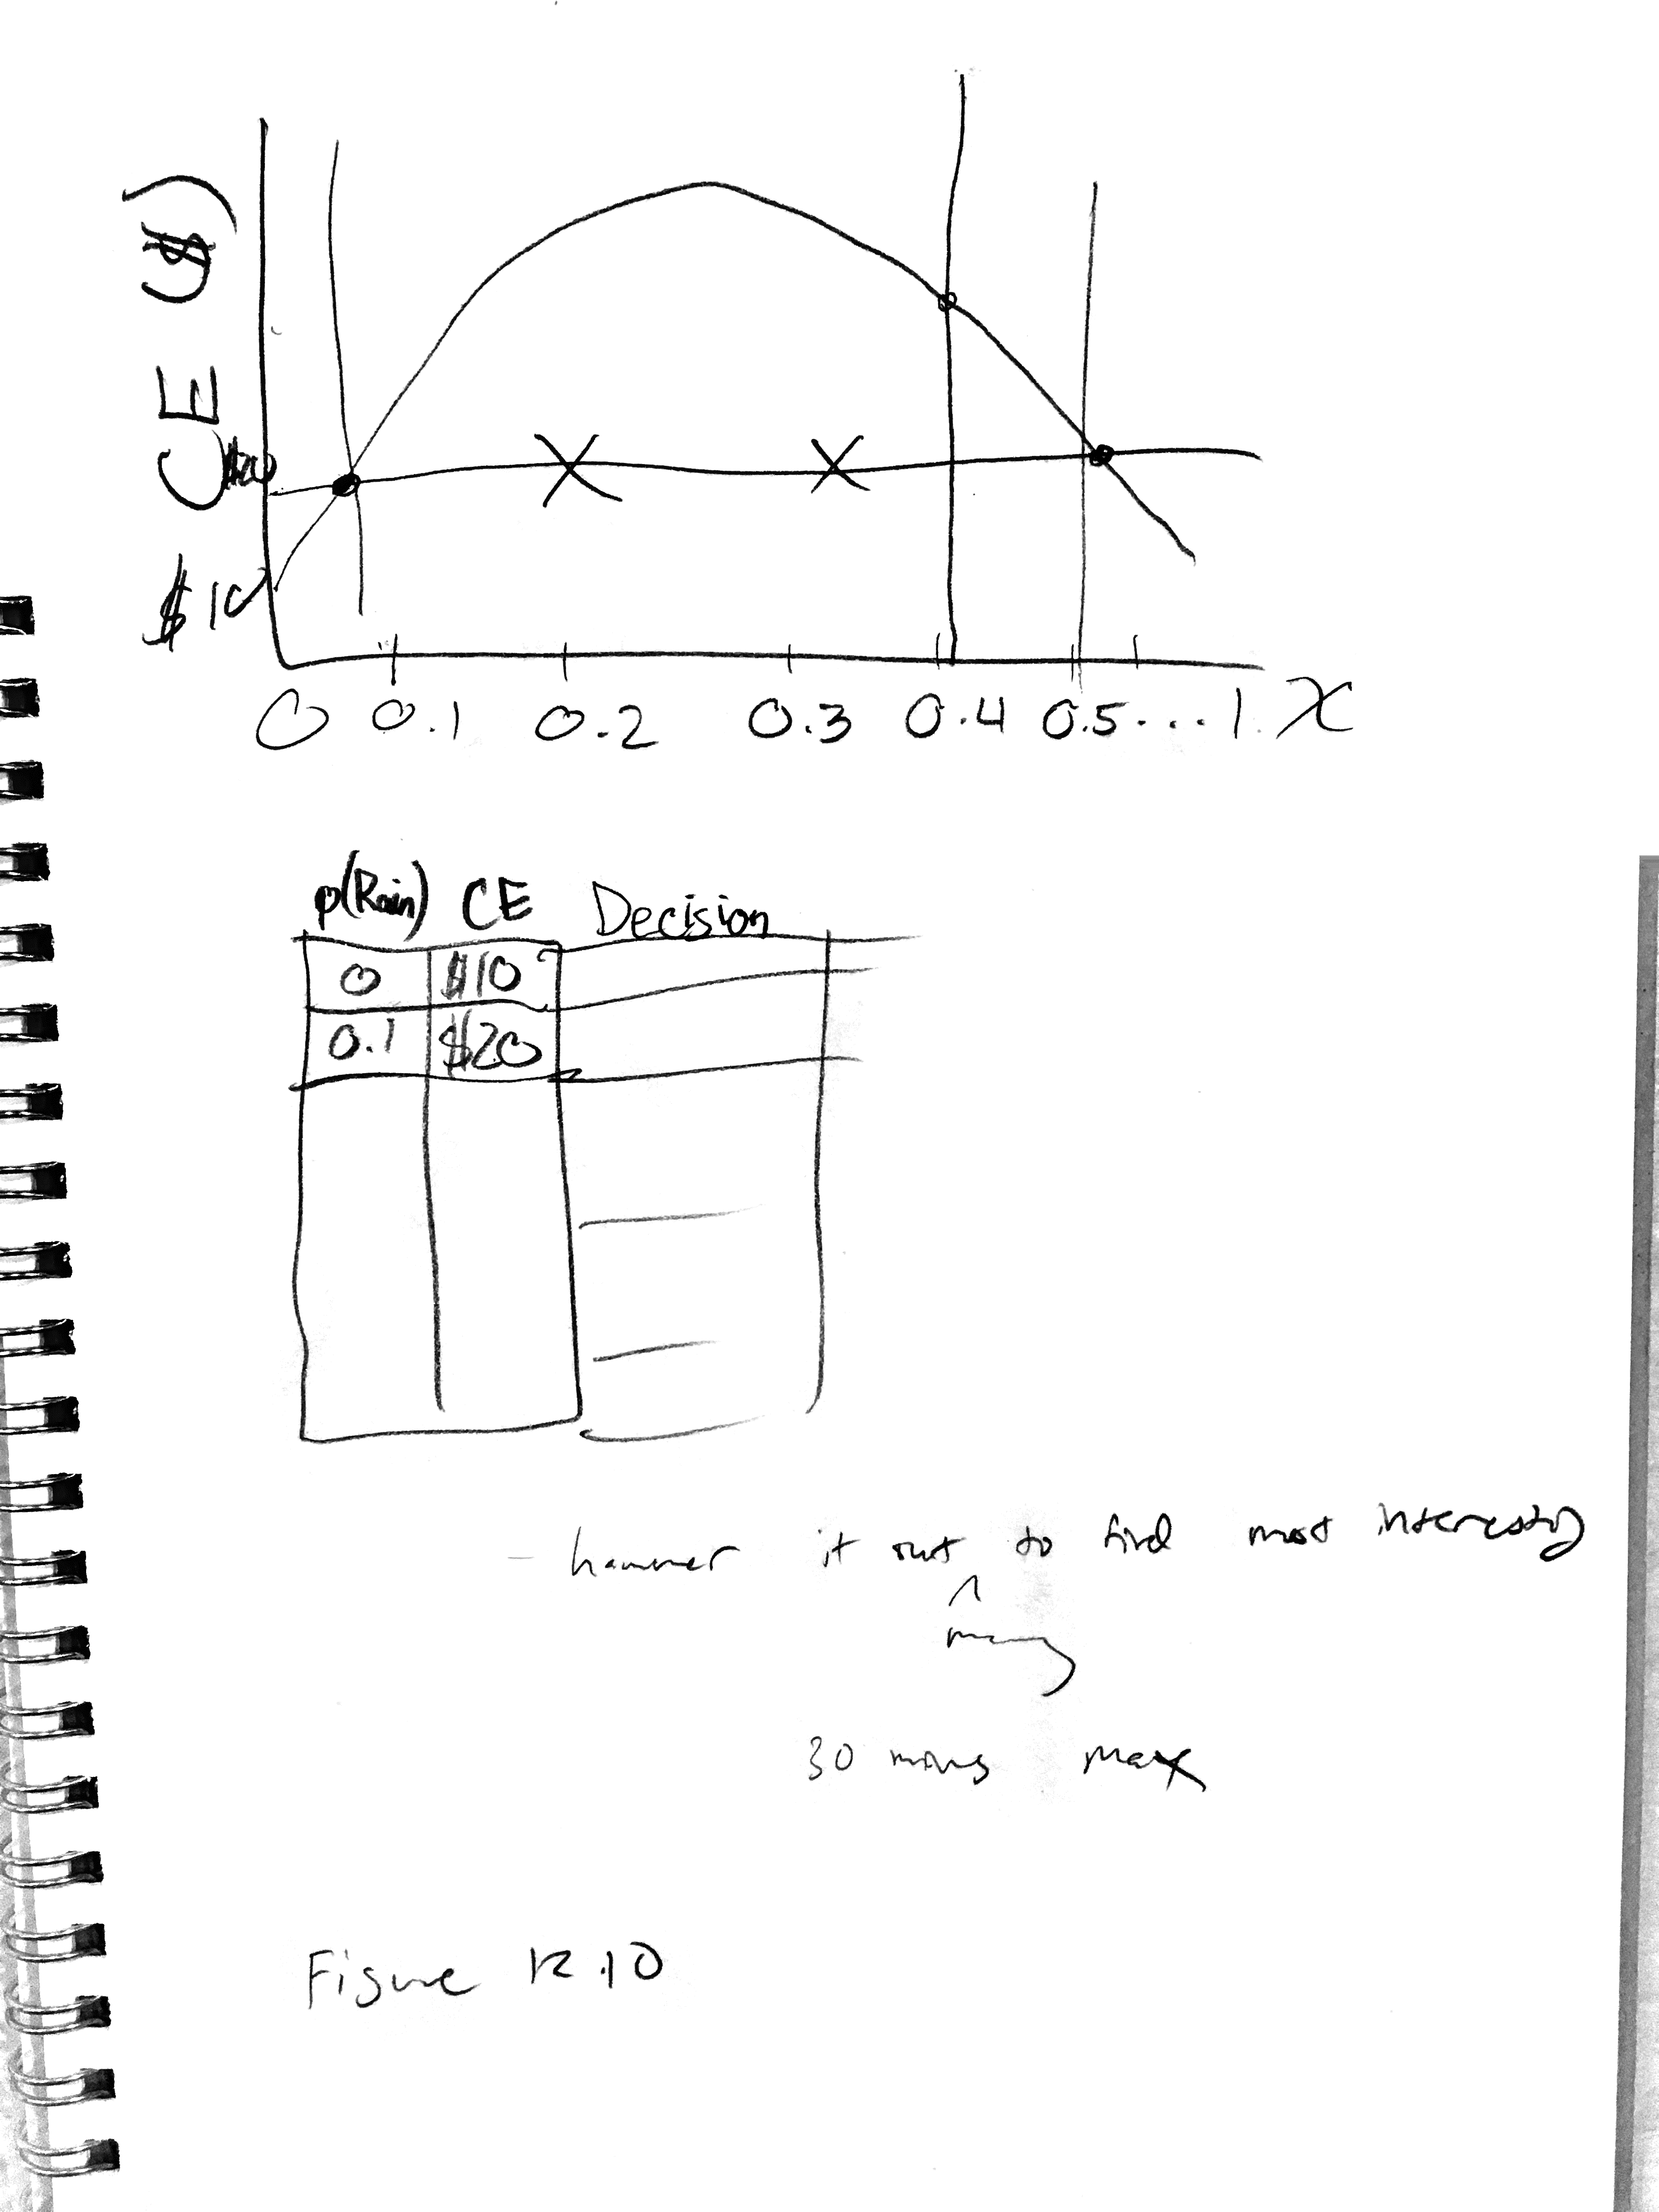 CE ($)
$20
$10
0 0.1 0.2 0.3 0.4 0.5...1. x
p(Rain) CE Decision
0 $10
0.1 $20
- hammer it out to find most interesting
^
30 mins max
Figure 12.10